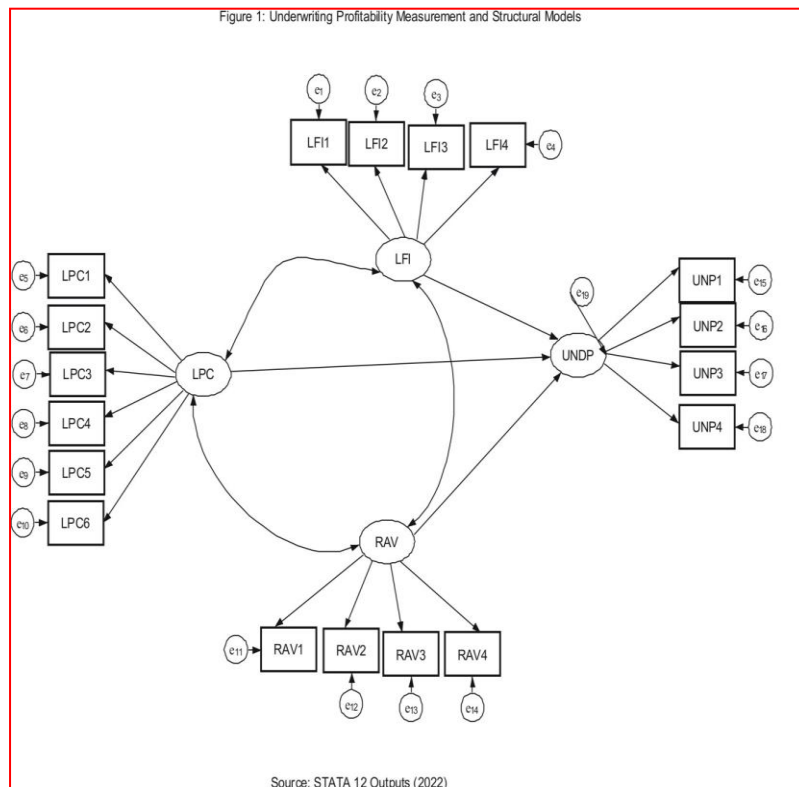 Figure 1: Underwriting Profitability Measurement and Structural Models
e1
e2
e3
LFI1
LFI2
LFI3
LFI4
e4
LFI
e5
LPC1
e6
LPC2
e7
LPC3
e8
LPC4
e9
LPC5
e10
LPC6
LPC
e19
UNDP
UNP1
e15
UNP2
e16
UNP3
e17
UNP4
e18
RAV
e11
RAV1
RAV2
RAV3
RAV4
e12
e13
e14
Source: STATA 12 Outputs (2022)